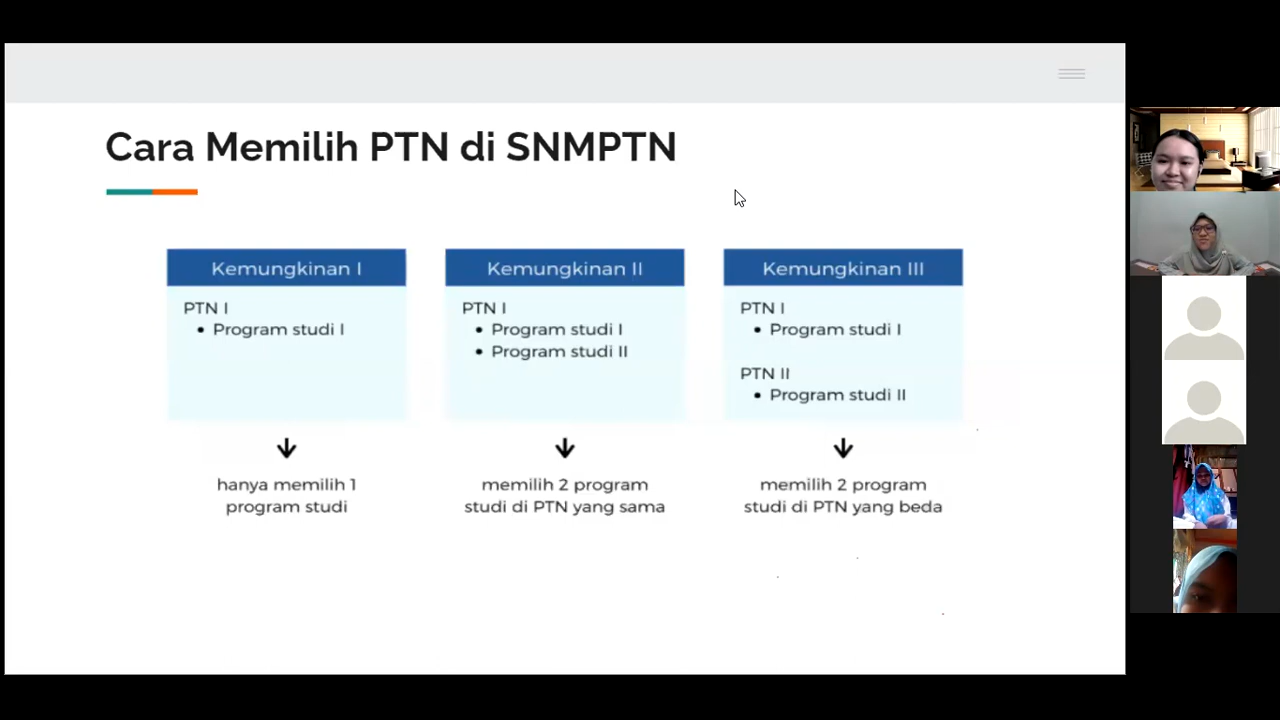 Cara Memilih PTN di SNMPTN
Kemungkinan I
PTN I
• Program studi I
hanya memilih 1
program studi
Kemungkinan II
PTN I
• Program studi I
• Program studi II
memilih 2 program
studi di PTN yang sama
Kemungkinan III
PTN I
• Program studi I
PTN II
• Program studi II
memilih 2 program
studi di PTN yang beda